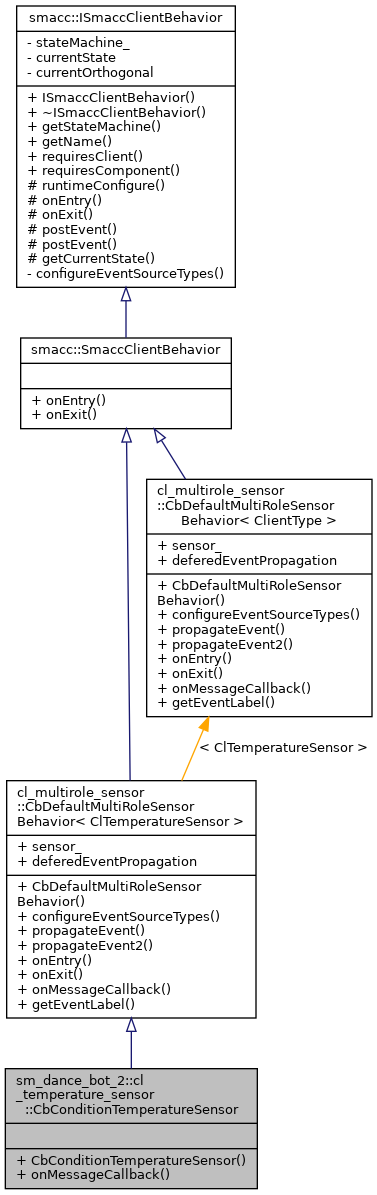 smacc::ISmaccClientBehavior
- stateMachine_
- currentState
- currentOrthogonal
+ ISmaccClientBehavior()
+ ~ISmaccClientBehavior()
+ getStateMachine()
+ getName()
+ requiresClient()
+ requiresComponent()
# runtimeConfigure()
# onEntry()
# onExit()
# postEvent()
# postEvent()
# getCurrentState()
- configureEventSourceTypes()
smacc::SmaccClientBehavior
+ onEntry()
+ onExit()
cl_multirole_sensor
::CbDefaultMultiRoleSensor
Behavior< ClientType >
+ sensor_
+ deferedEventPropagation
+ CbDefaultMultiRoleSensor
Behavior()
+ configureEventSourceTypes()
+ propagateEvent()
+ propagateEvent2()
+ onEntry()
+ onExit()
+ onMessageCallback()
+ getEventLabel()
< ClTemperatureSensor >
cl_multirole_sensor
::CbDefaultMultiRoleSensor
Behavior< ClTemperatureSensor >
+ sensor_
+ deferedEventPropagation
+ CbDefaultMultiRoleSensor
Behavior()
+ configureEventSourceTypes()
+ propagateEvent()
+ propagateEvent2()
+ onEntry()
+ onExit()
+ onMessageCallback()
+ getEventLabel()
sm_dance_bot_2::cl
_temperature_sensor
::CbConditionTemperatureSensor
+ CbConditionTemperatureSensor()
+ onMessageCallback()